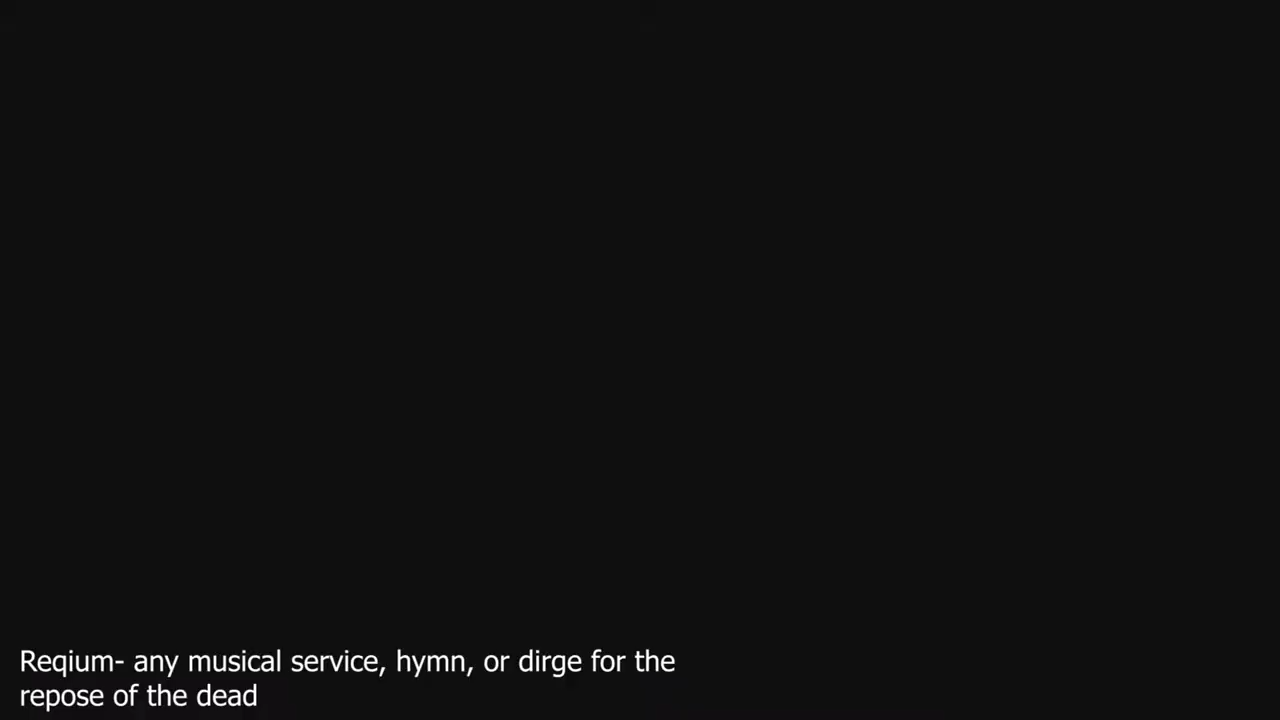 Reqium- any musical service, hymn, or dirge for the
repose of the dead